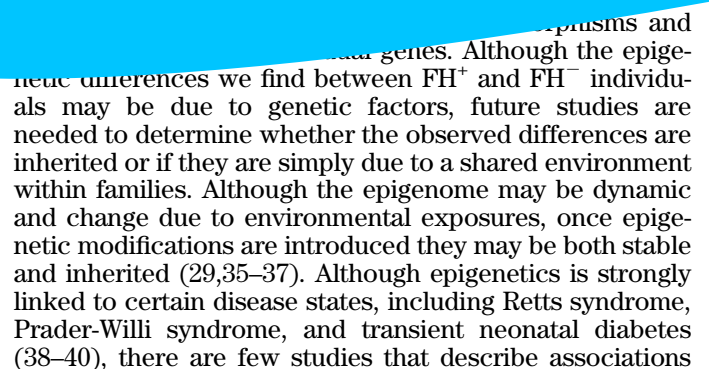 and
genes. Although the epige-
netic differences we find between FH⁺ and FH⁻ individu-
als may be due to genetic factors, future studies are
needed to determine whether the observed differences are
inherited or if they are simply due to a shared environment
within families. Although the epigenome may be dynamic
and change due to environmental exposures, once epige-
netic modifications are introduced they may be both stable
and inherited (29,35–37). Although epigenetics is strongly
linked to certain disease states, including Retts syndrome,
Prader-Willi syndrome, and transient neonatal diabetes
(38–40), there are few studies that describe associations